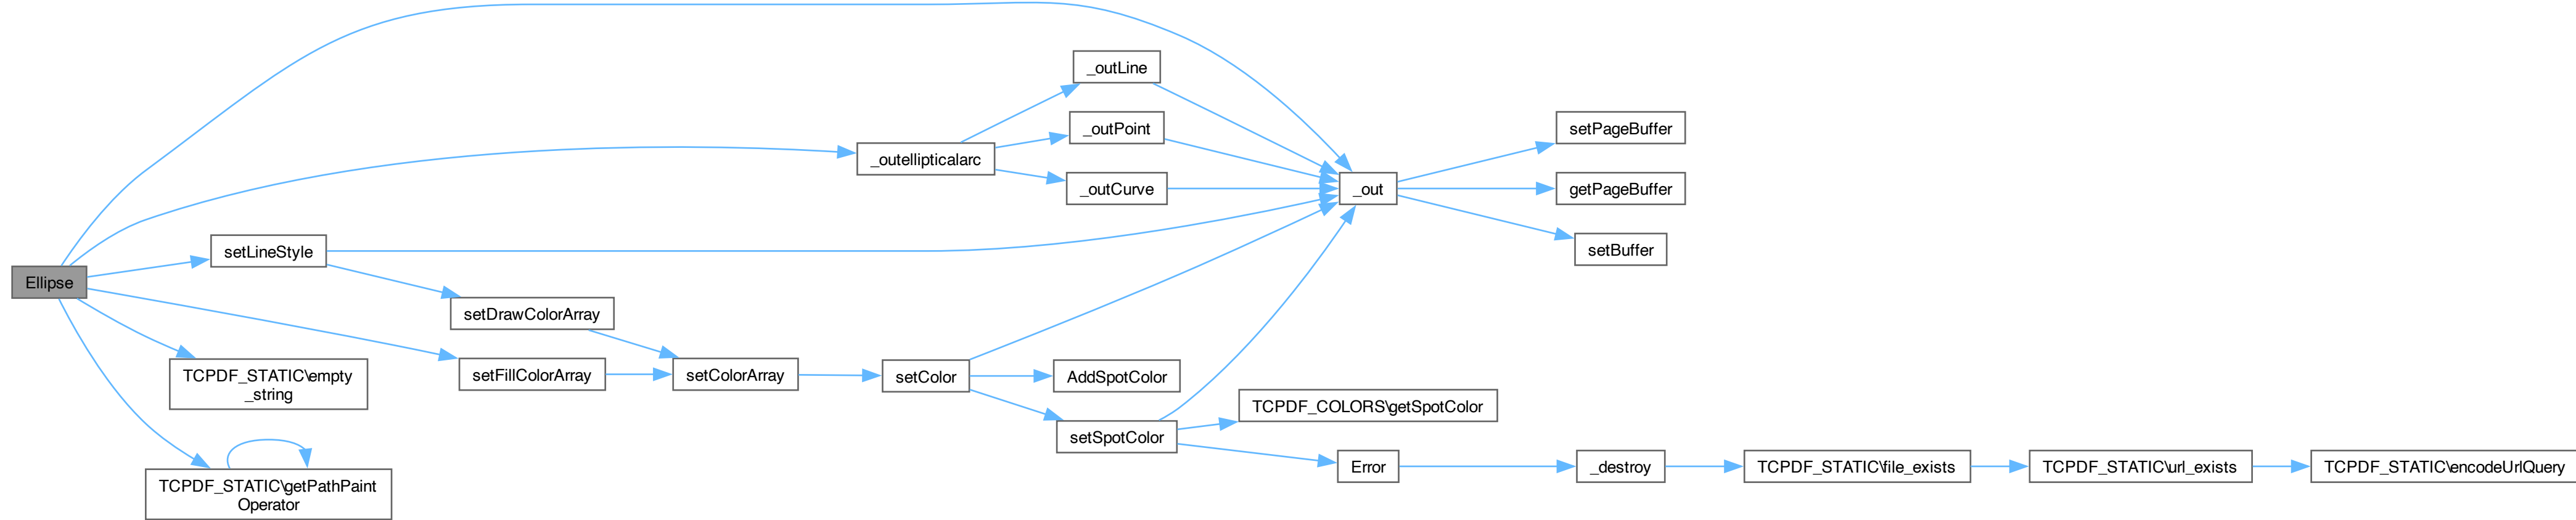 Ellipse
setLineStyle
TCPDF_STATIC\empty
_string
TCPDF_STATIC\getPathPaint
Operator
setDrawColorArray
setFillColorArray
setColorArray
_outellipticalarc
setColor
_outLine
_outPoint
_outCurve
AddSpotColor
setSpotColor
TCPDF_COLORS\getSpotColor
_out
Error
setPageBuffer
getPageBuffer
setBuffer
_destroy
TCPDF_STATIC\file_exists
TCPDF_STATIC\url_exists
TCPDF_STATIC\encodeUrlQuery